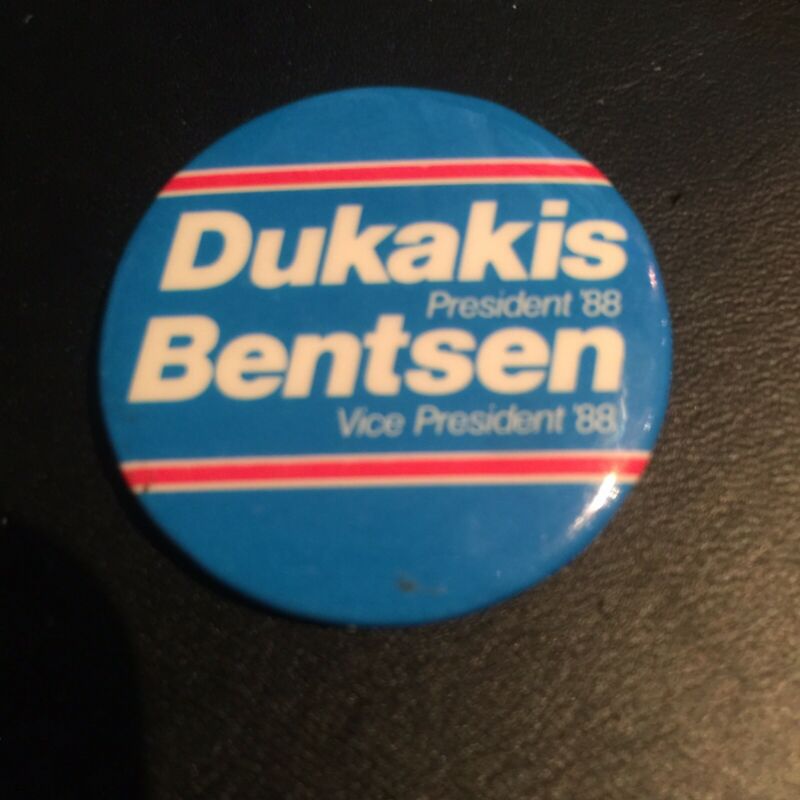 Dukakis
President '88
Bentsen
Vice President '88